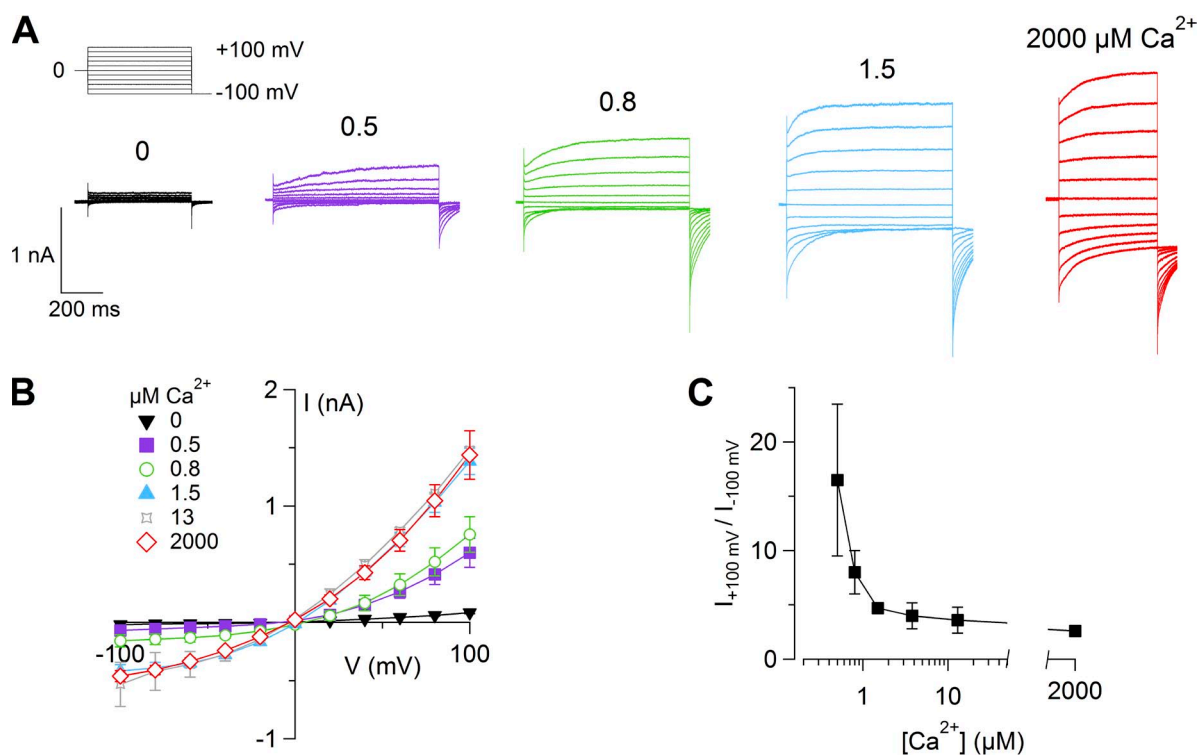 A
+100 mV
0
-100 mV
0
0.5
0.8
1.5
2000 µM Ca²⁺
1 nA
200 ms
B
µM Ca²⁺
0
0.5
0.8
1.5
13
2000
I (nA)
2
1
-1
-100
V (mV)
100
C
I+100 mV / I-100 mV
20
10
0
1
10
2000
[Ca²⁺] (µM)